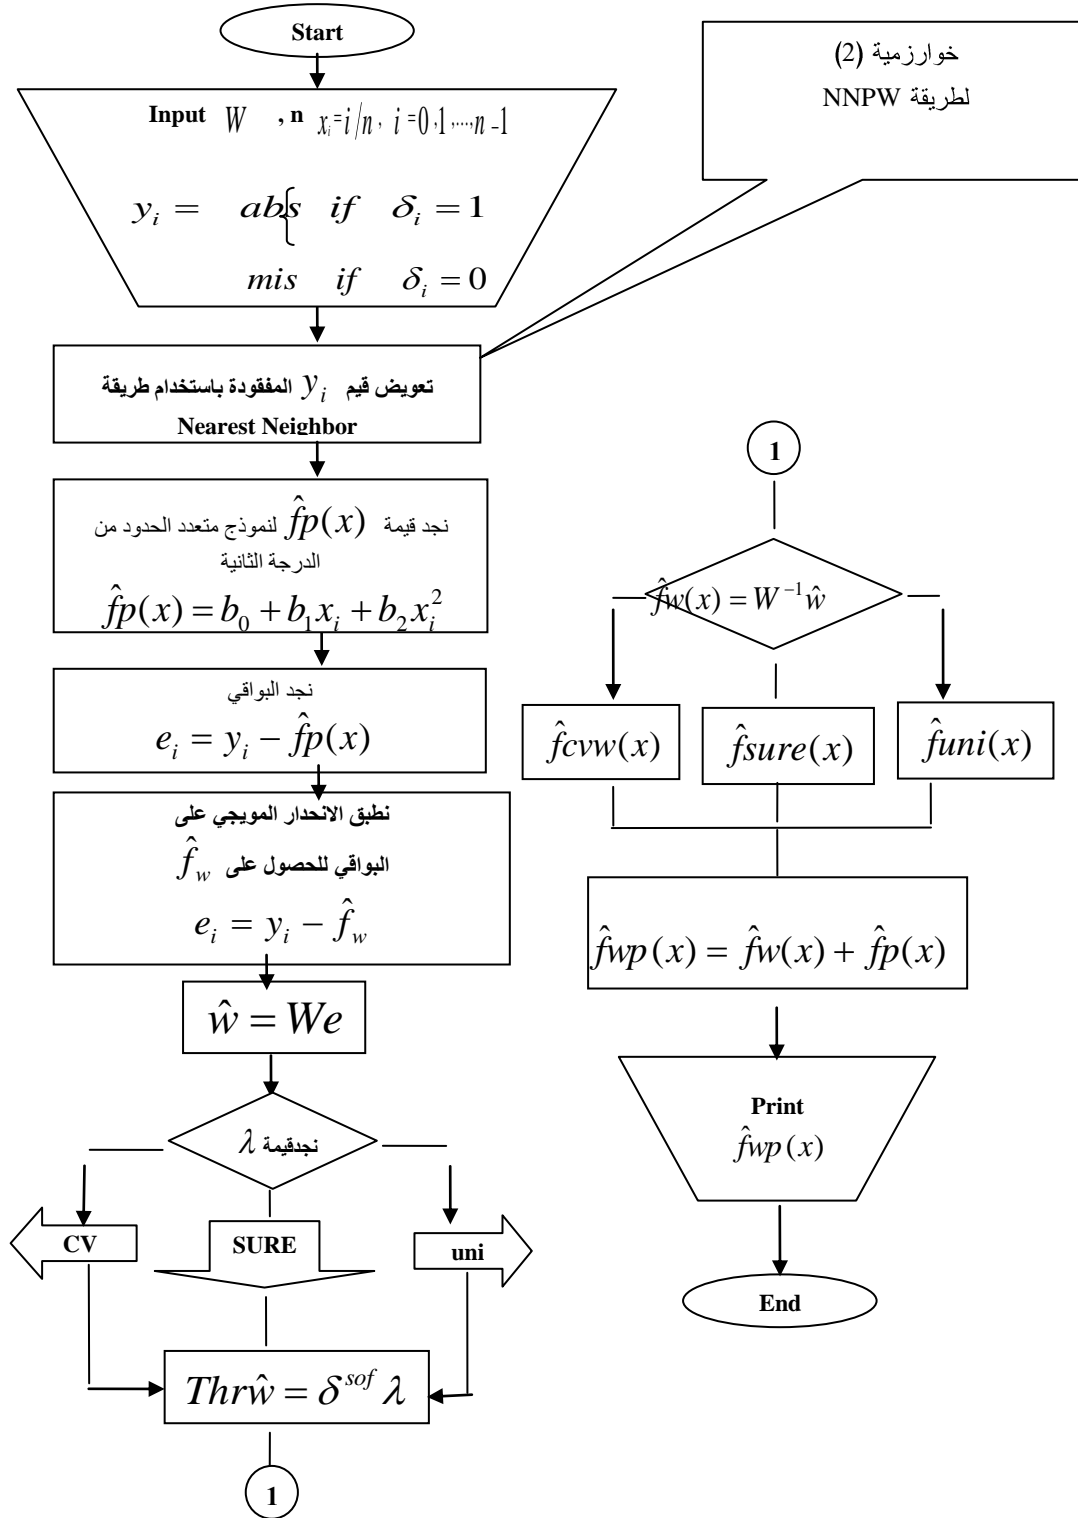 Start
خوارزمية (2)
لطريقة NNPW
Input W , n x_i = i/n, i = 0,1,...,n-1
y_i = { abs if δ_i = 1
mis if δ_i = 0
تعويض قيم y_i المفقودة باستخدام طريقة
Nearest Neighbor
نجد قيمة f̂p(x) لنموذج متعدد الحدود من
الدرجة الثانية
f̂p(x) = b_0 + b_1x_i + b_2x_i^2
نجد البواقي
e_i = y_i − f̂p(x)
نطبق الانحدار المويجي على
البواقي للحصول على f̂_w
e_i = y_i − f̂_w
ŵ = We
نجدقيمة λ
CV
SURE
uni
Thrŵ = δ^sof λ
1
1
f̂w(x) = W^−1 ŵ
f̂cvw(x)
f̂sure(x)
f̂uni(x)
f̂wp(x) = f̂w(x) + f̂p(x)
Print
f̂wp(x)
End